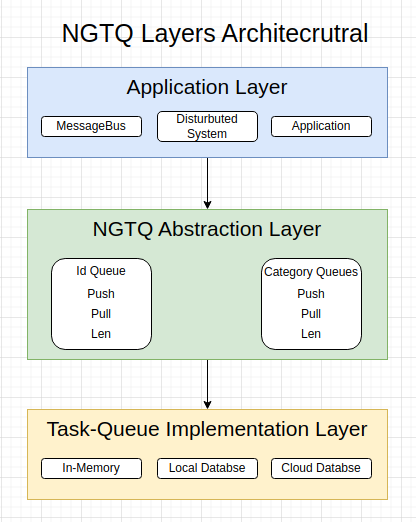 NGTQ Layers Architecrutral
Application Layer
MessageBus
Disturbuted
System
Application
NGTQ Abstraction Layer
Id Queue
Push
Pull
Len
Category Queues
Push
Pull
Len
Task-Queue Implementation Layer
In-Memory
Local Databse
Cloud Databse